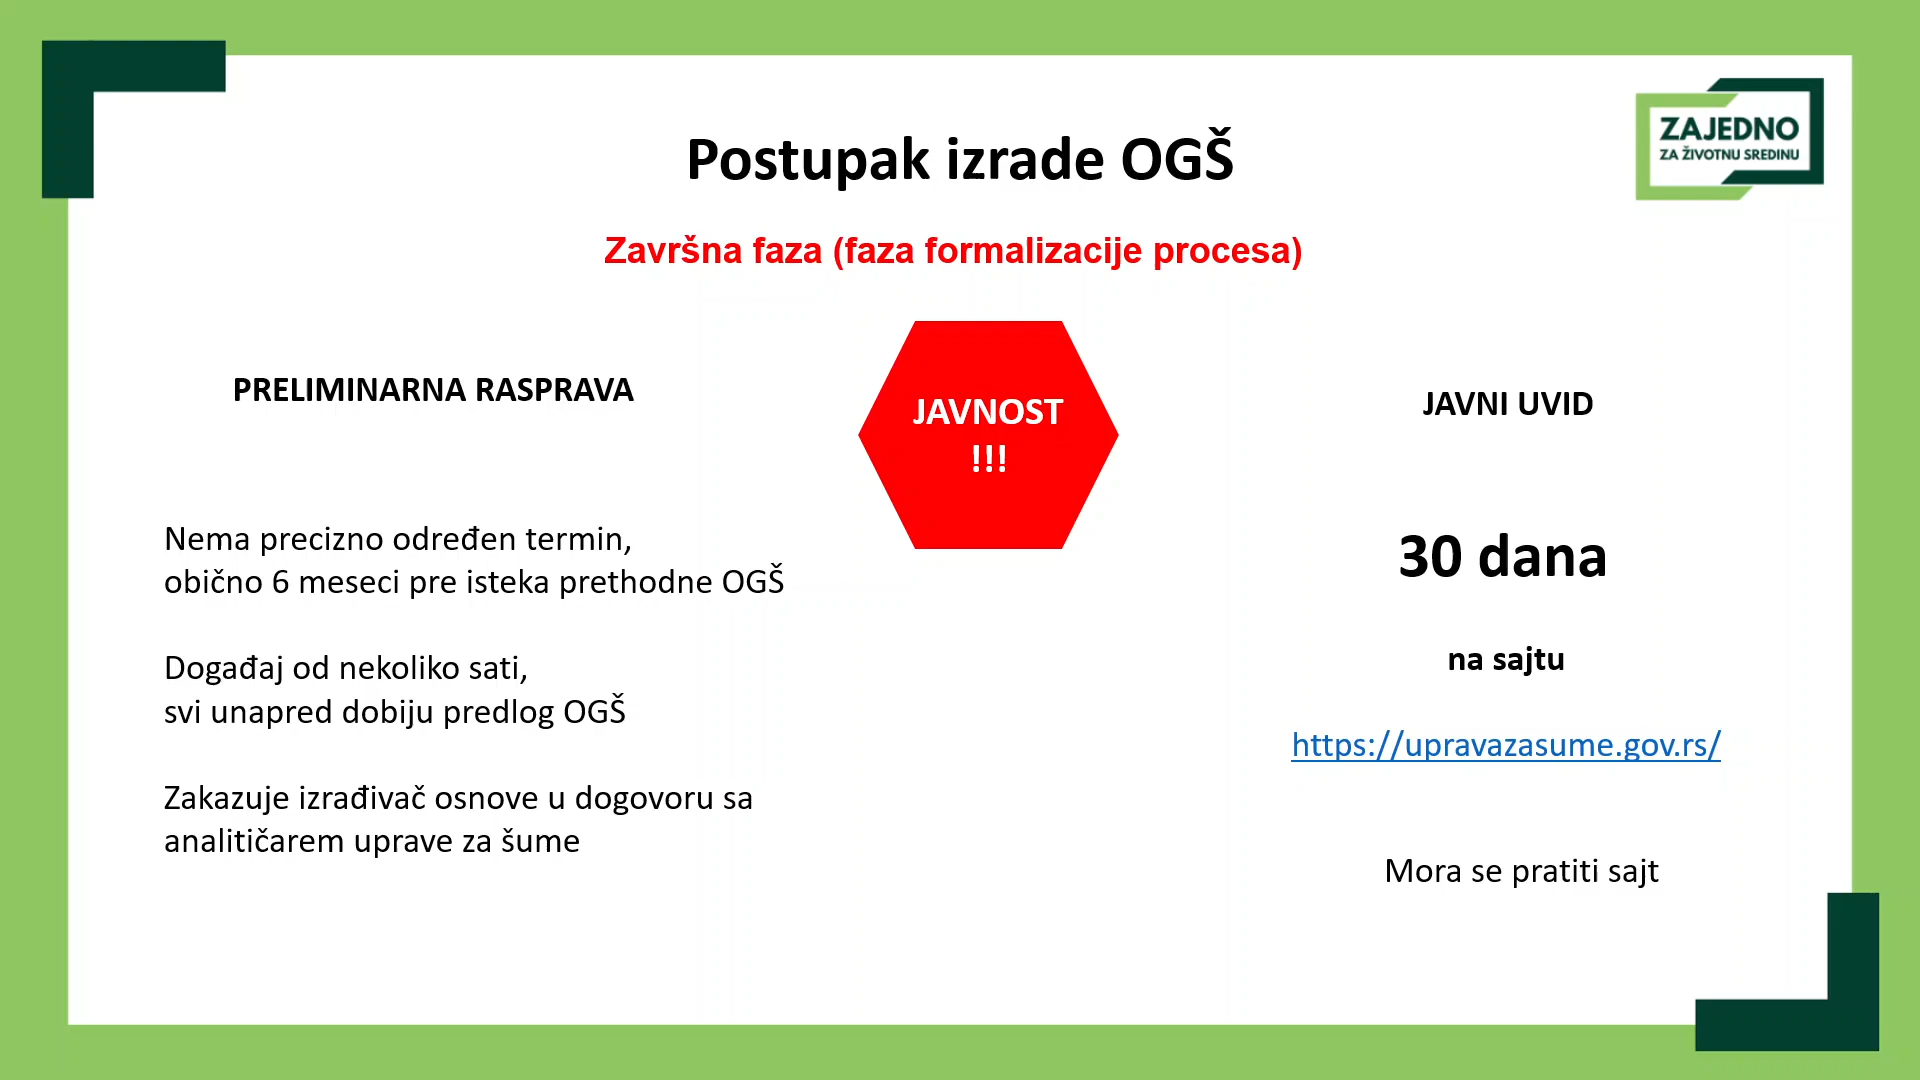 ZAJEDNO
ZA ŽIVOTNU SREDINU
Postupak izrade OGŠ
Završna faza (faza formalizacije procesa)
PRELIMINARNA RASPRAVA
Nema precizno određen termin,
obično 6 meseci pre isteka prethodne OGŠ
Događaj od nekoliko sati,
svi unapred dobiju predlog OGŠ
Zakazuje izrađivač osnove u dogovoru sa
analitičarem uprave za šume
JAVNOST
!!!
JAVNI UVID
30 dana
na sajtu
https://upravazasume.gov.rs/
Mora se pratiti sajt